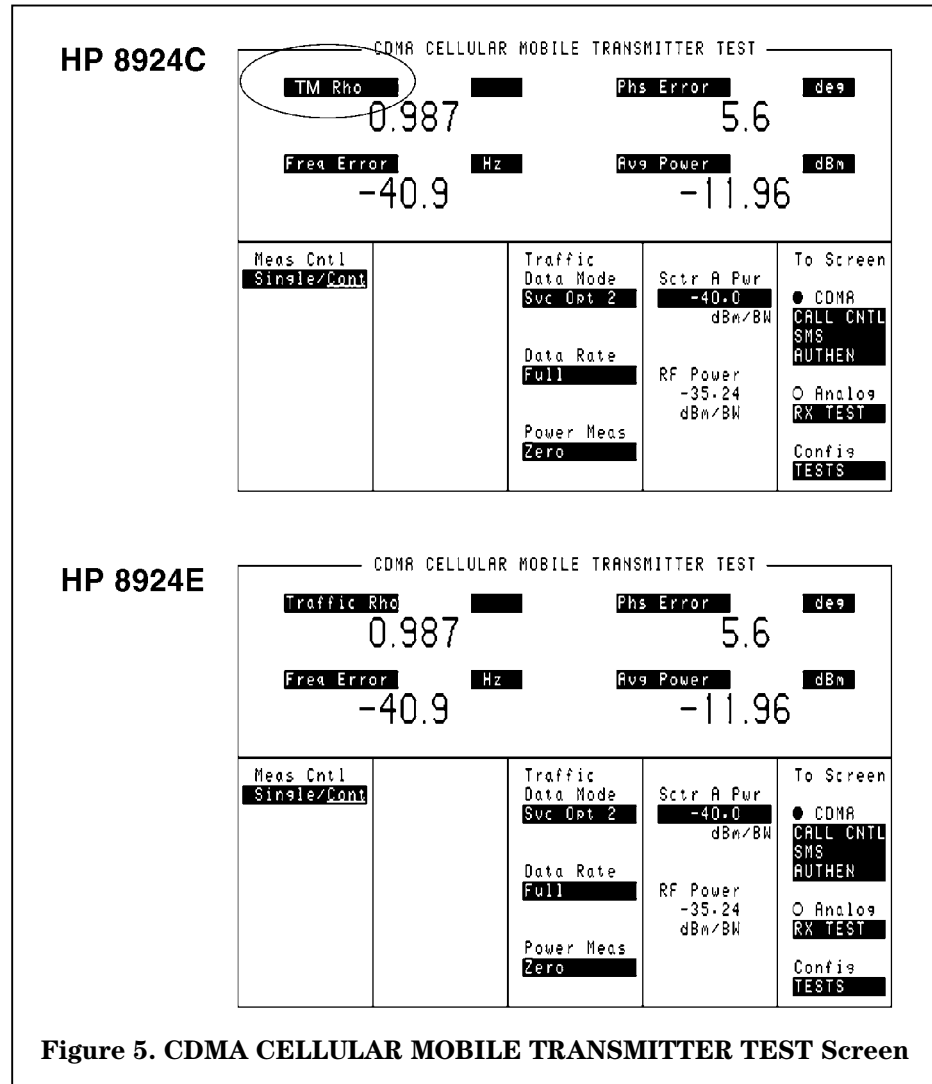 HP 8924C
CDMA CELLULAR MOBILE TRANSMITTER TEST
TM Rho
0.987
Phs Error deg
5.6
Freq Error Hz
-40.9
Avg Power dBm
-11.96
Meas Cntl
Single/Cont
Traffic
Data Mode
Svc Opt 2
Data Rate
Full
Power Meas
Zero
Sctr A Pwr
-40.0
dBm/BW
RF Power
-35.24
dBm/BW
To Screen
● CDMA
CALL CNTL
SMS
AUTHEN
○ Analog
RX TEST
Config
TESTS
HP 8924E
CDMA CELLULAR MOBILE TRANSMITTER TEST
Traffic Rho
0.987
Phs Error deg
5.6
Freq Error Hz
-40.9
Avg Power dBm
-11.96
Meas Cntl
Single/Cont
Traffic
Data Mode
Svc Opt 2
Data Rate
Full
Power Meas
Zero
Sctr A Pwr
-40.0
dBm/BW
RF Power
-35.24
dBm/BW
To Screen
● CDMA
CALL CNTL
SMS
AUTHEN
○ Analog
RX TEST
Config
TESTS
Figure 5. CDMA CELLULAR MOBILE TRANSMITTER TEST Screen